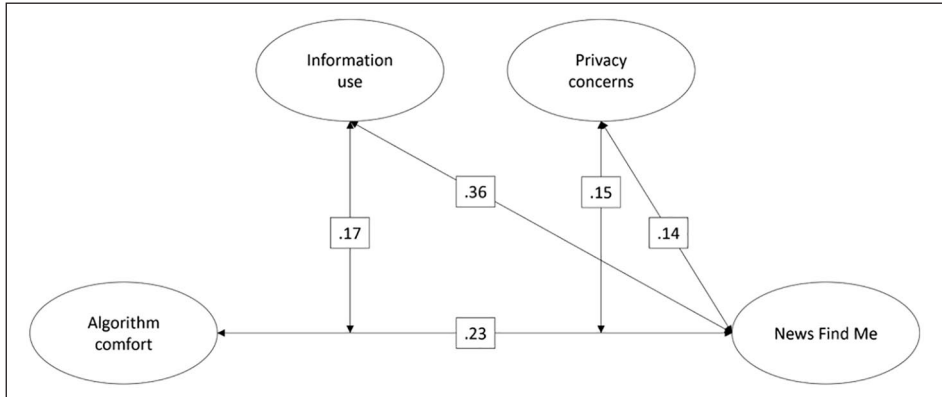 Information
use
Privacy
concerns
.36
.15
.17
.14
Algorithm
comfort
.23
News Find Me